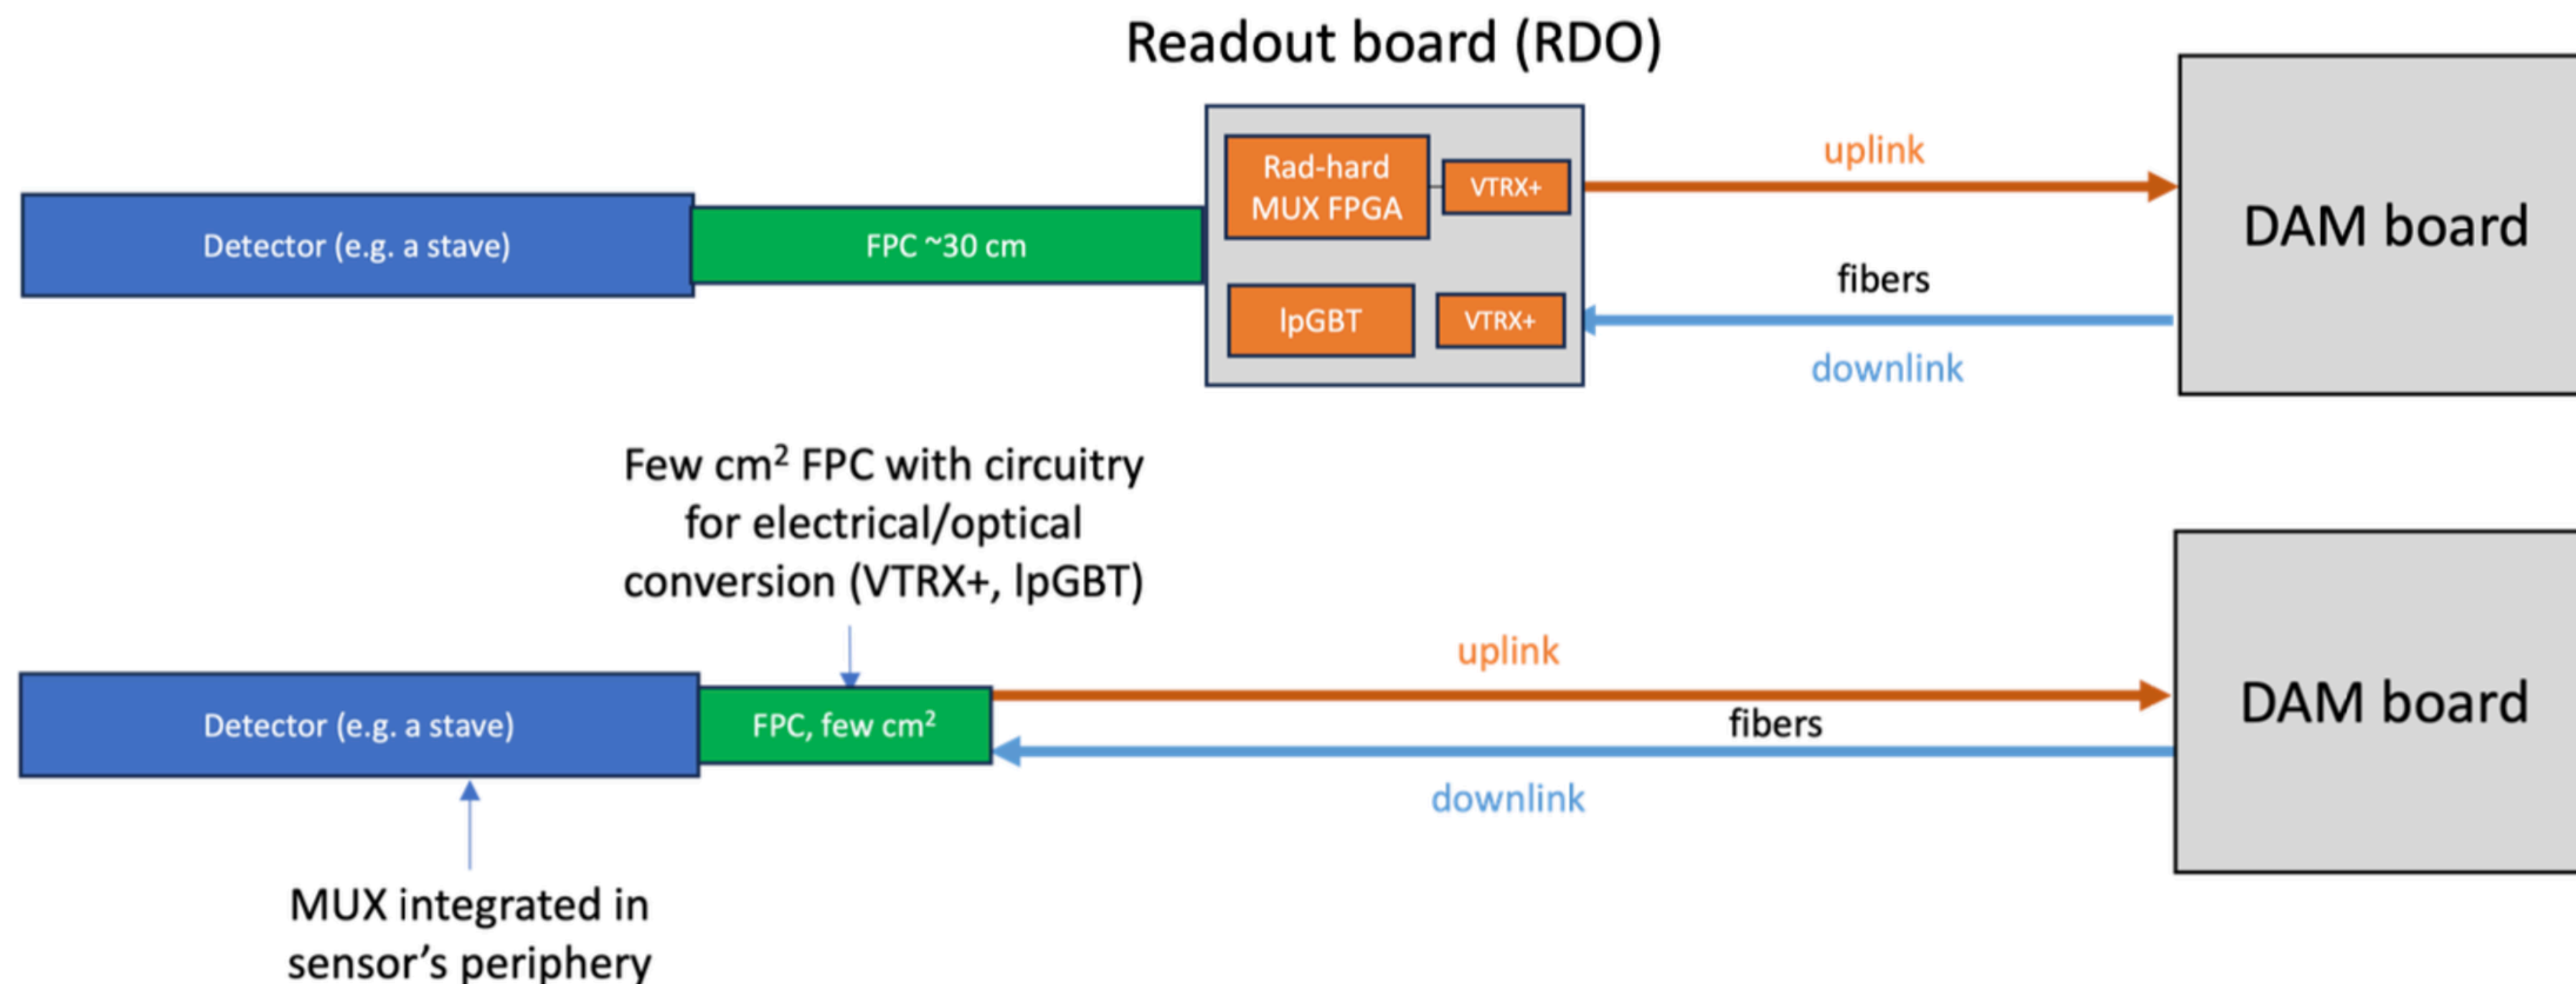 Readout board (RDO)
Rad-hard
MUX FPGA
VTRX+
uplink
DAM board
Detector (e.g. a stave)
FPC ~30 cm
fibers
lpGBT
VTRX+
downlink
Few cm² FPC with circuitry
for electrical/optical
conversion (VTRX+, lpGBT)
uplink
DAM board
Detector (e.g. a stave)
FPC, few cm²
fibers
downlink
MUX integrated in
sensor’s periphery